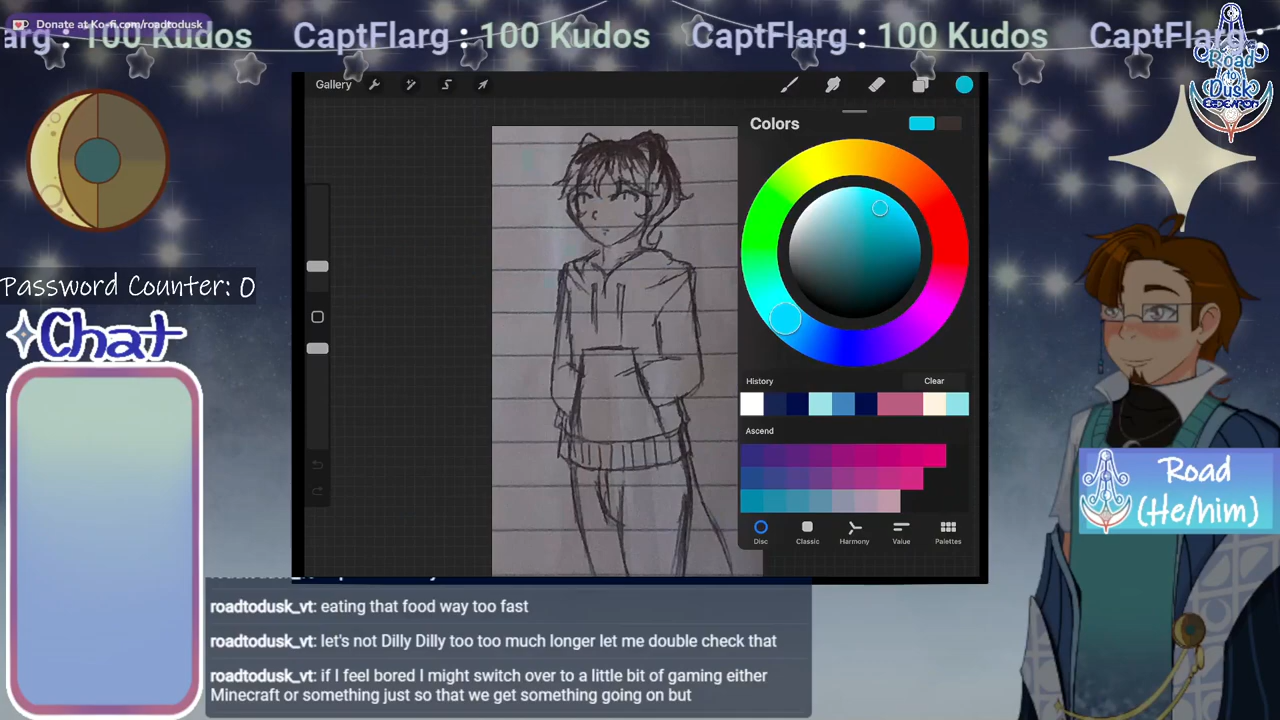 Donate at Ko-fi.com/roadtodusk
arg : 100 Kudos CaptFlarg : 100 Kudos CaptFlarg : 100 Kudos CaptFlarg :
Road
to
Dusk
Gallery
Colors
Password Counter: 0
Chat
History
Clear
Ascend
Disc
Classic
Harmony
Value
Palettes
Road
(He/him)
roadtodusk_vt: eating that food way too fast
roadtodusk_vt: let's not Dilly Dilly too too much longer let me double check that
roadtodusk_vt: if I feel bored I might switch over to a little bit of gaming either
Minecraft or something just so that we get something going on but